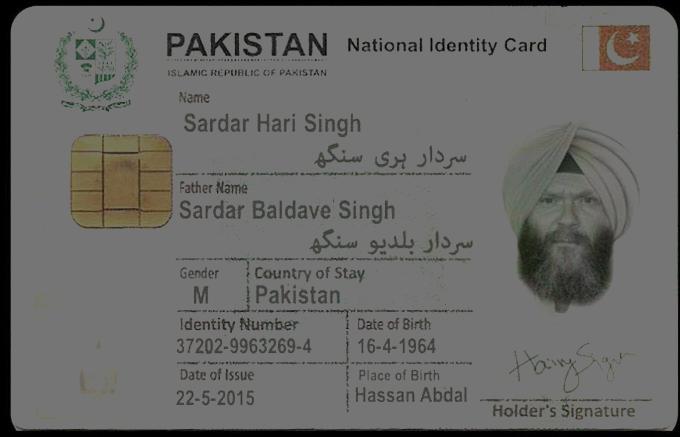 PAKISTAN National Identity Card
ISLAMIC REPUBLIC OF PAKISTAN
Name
Sardar Hari Singh
سردار ہری سنگھ
Father Name
Sardar Baldave Singh
سردار بلدیو سنگھ
Gender Country of Stay
M Pakistan
Identity Number Date of Birth
37202-9963269-4 16-4-1964
Date of Issue Place of Birth
22-5-2015 Hassan Abdal
Holder's Signature